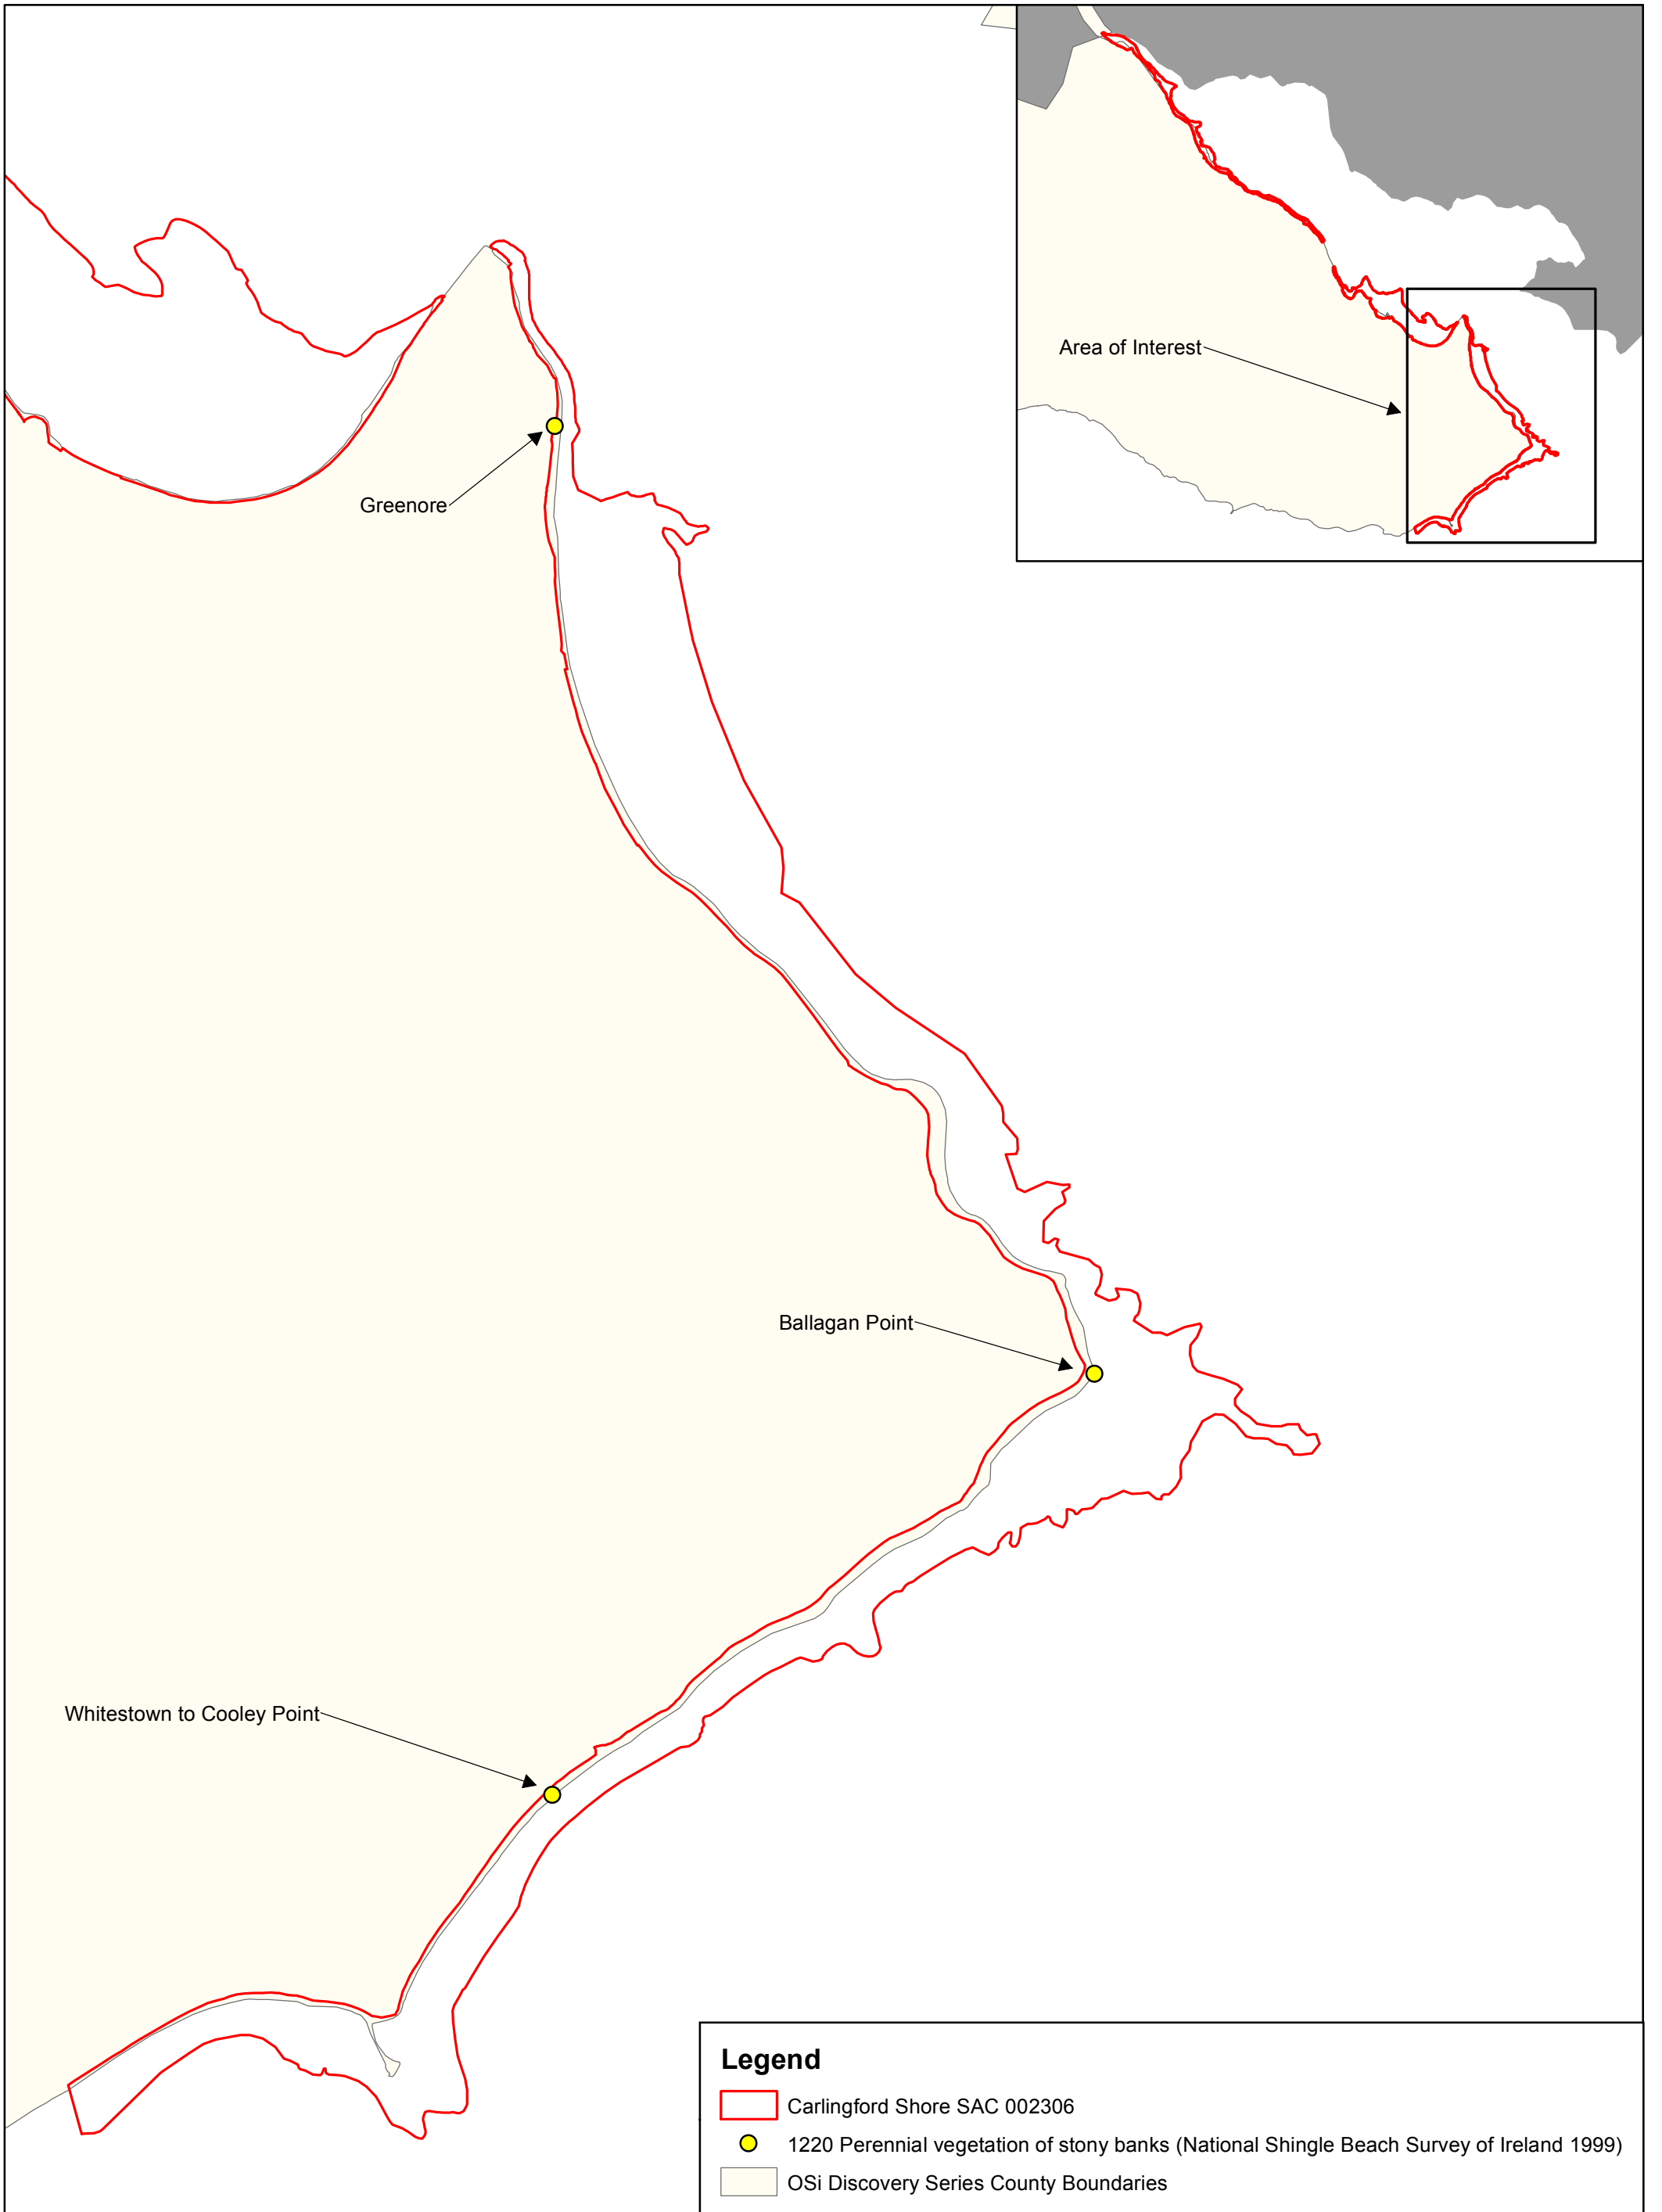 Area of Interest
Greenore
Ballagan Point
Whitestown to Cooley Point
Legend
Carlingford Shore SAC 002306
1220 Perennial vegetation of stony banks (National Shingle Beach Survey of Ireland 1999)
OSi Discovery Series County Boundaries